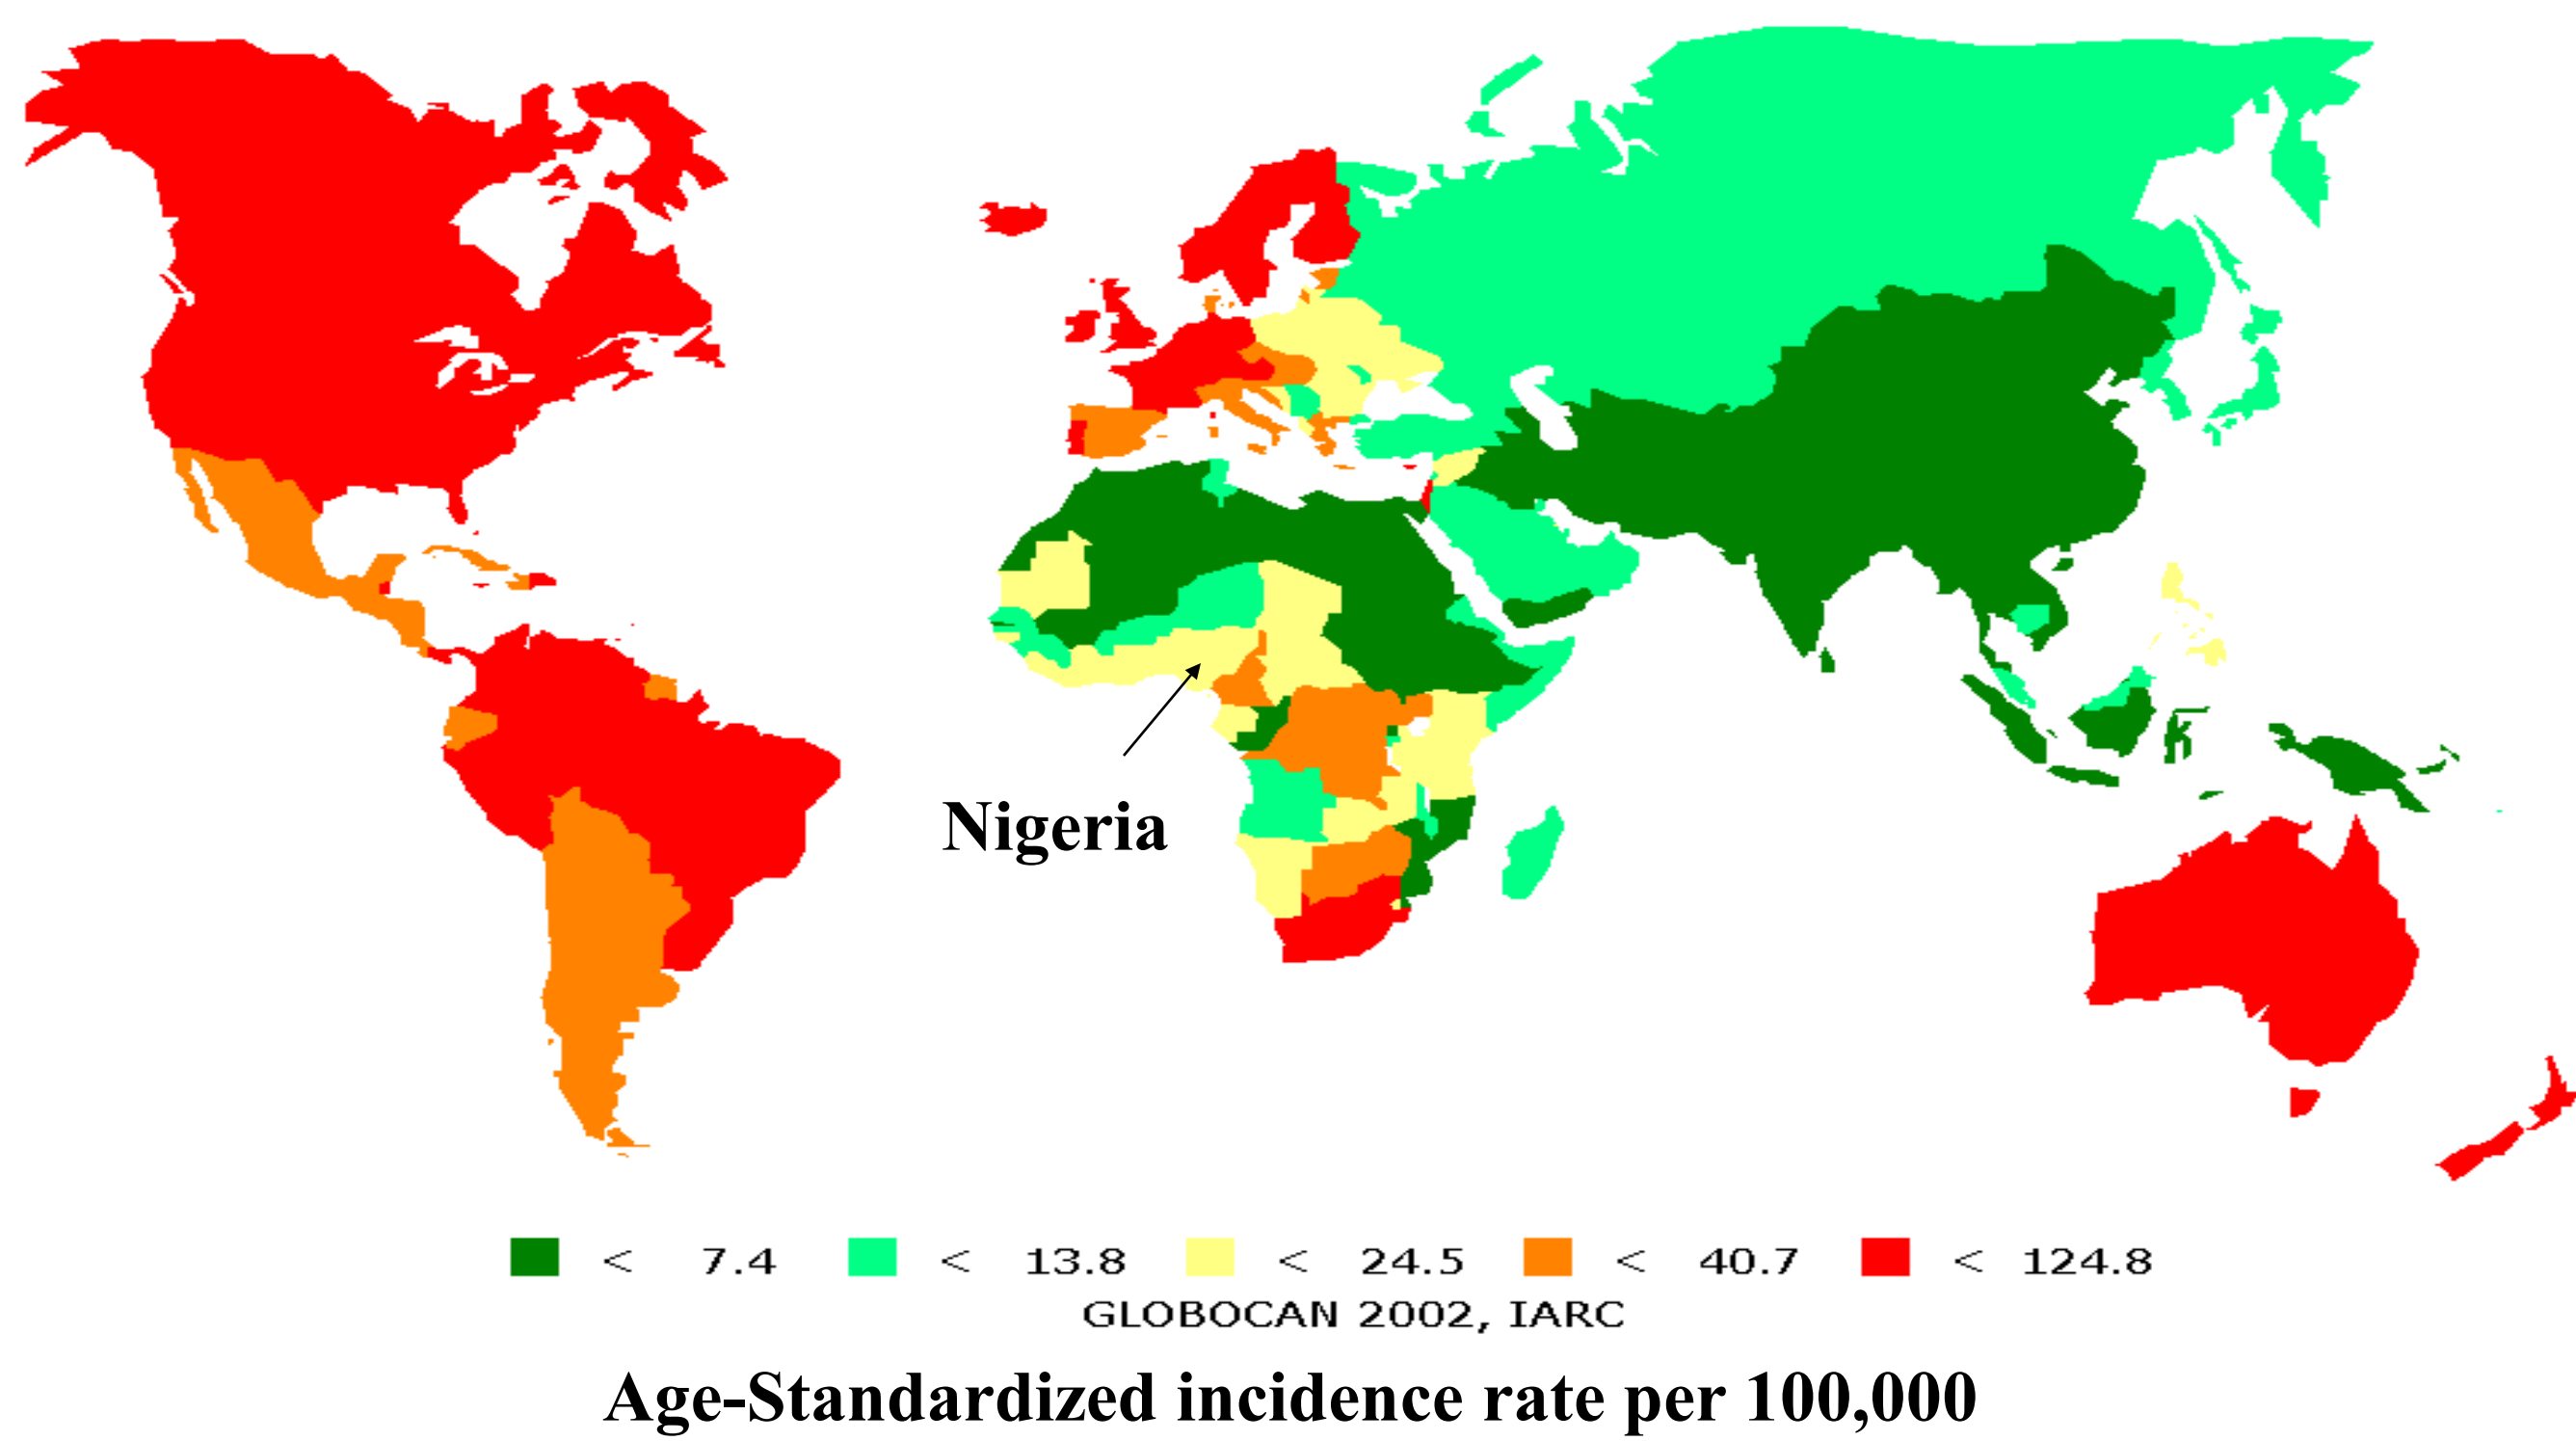 Nigeria
< 7.4 < 13.8 < 24.5 < 40.7 < 124.8
GLOBOCAN 2002, IARC
Age-Standardized incidence rate per 100,000